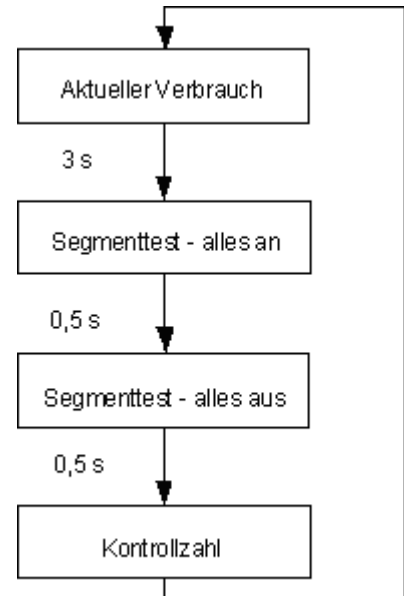 Aktueller Verbrauch
3 s
Segmenttest - alles an
0,5 s
Segmenttest - alles aus
0,5 s
Kontrollzahl